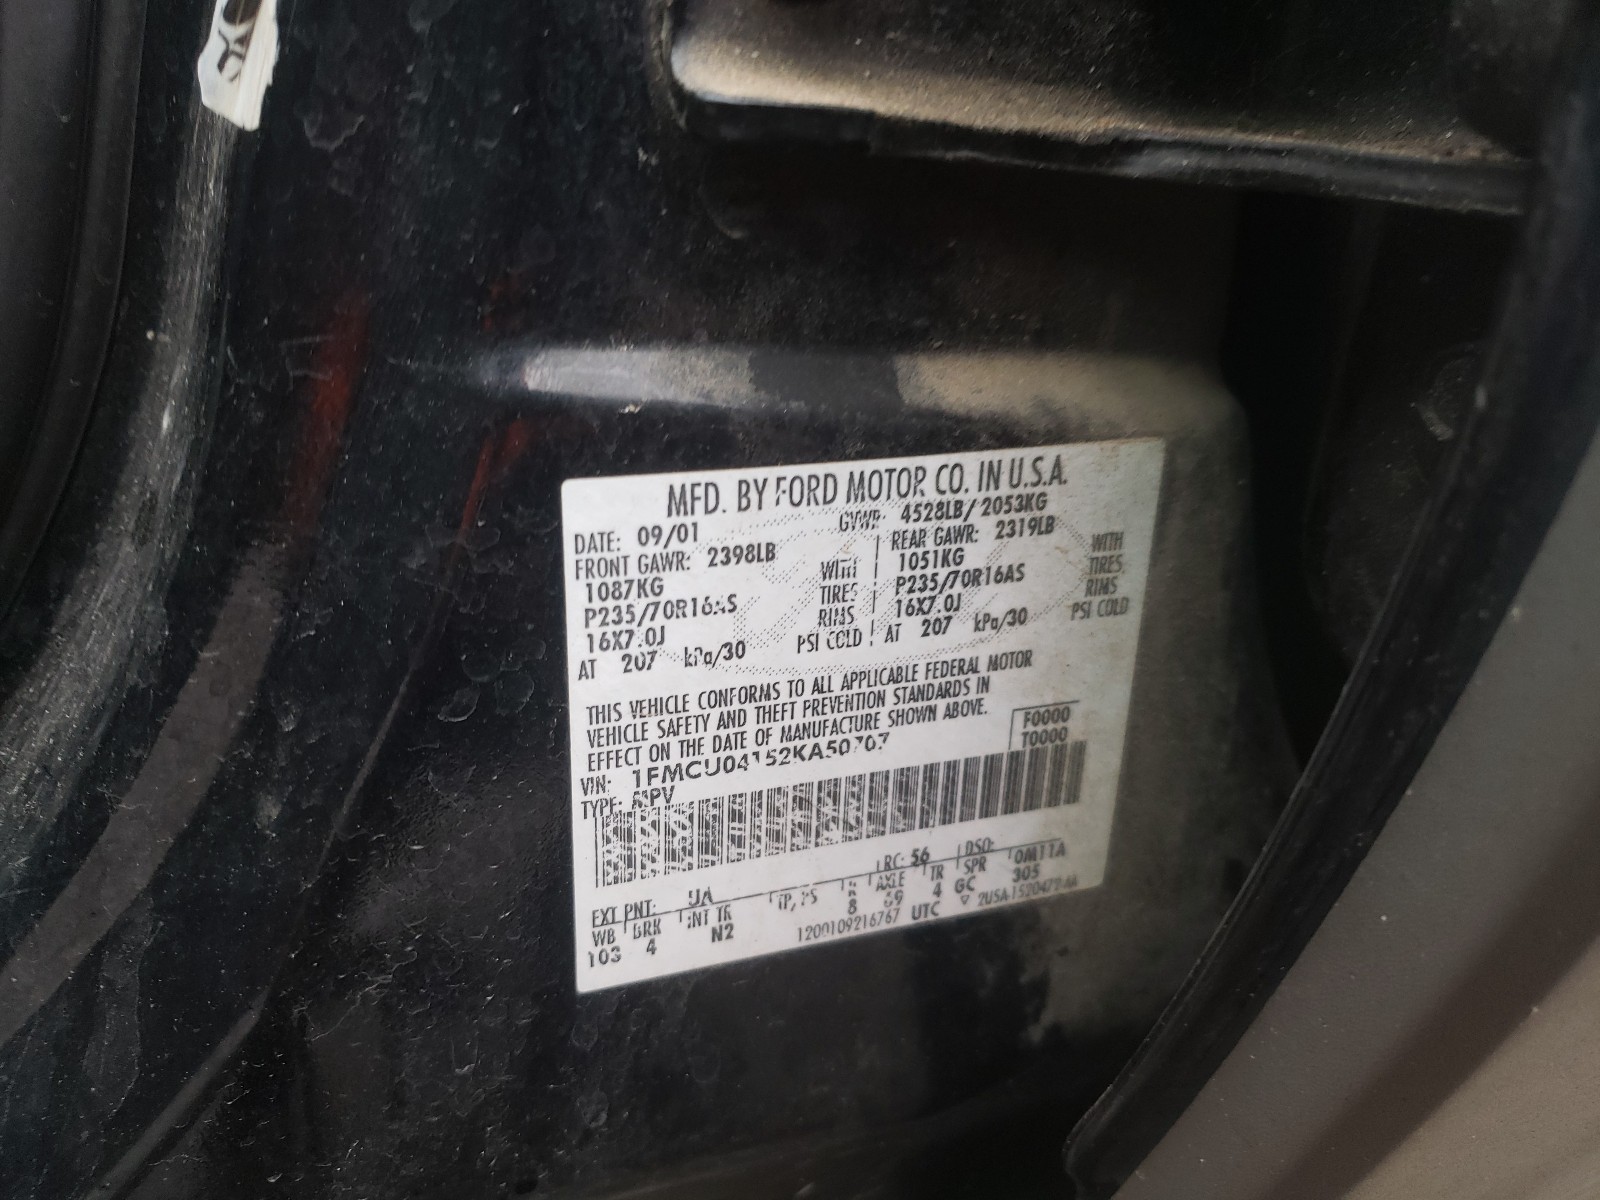 MFD. BY FORD MOTOR CO. IN U.S.A.
DATE: 09/01 GVWR: 4528LB/2053KG
FRONT GAWR: 2398LB REAR GAWR: 2319LB
1087KG WITH 1051KG WITH
P235/70R16AS TIRES P235/70R16AS TIRES
16X7.0J RIMS 16X7.0J RIMS
AT 207 kPa/30 PSI COLD AT 207 kPa/30 PSI COLD
THIS VEHICLE CONFORMS TO ALL APPLICABLE FEDERAL MOTOR
VEHICLE SAFETY AND THEFT PREVENTION STANDARDS IN
EFFECT ON THE DATE OF MANUFACTURE SHOWN ABOVE.
F0000
T0000
VIN: 1FMCU04152KA50707
TYPE: MPV
EXT PNT: UA RC: 56 DSO:
WB BRK INT TR TP/PS R AXLE TR SPR 0M11A
103 4 N2 8 69 4 GC 305
1200109216767 UTC